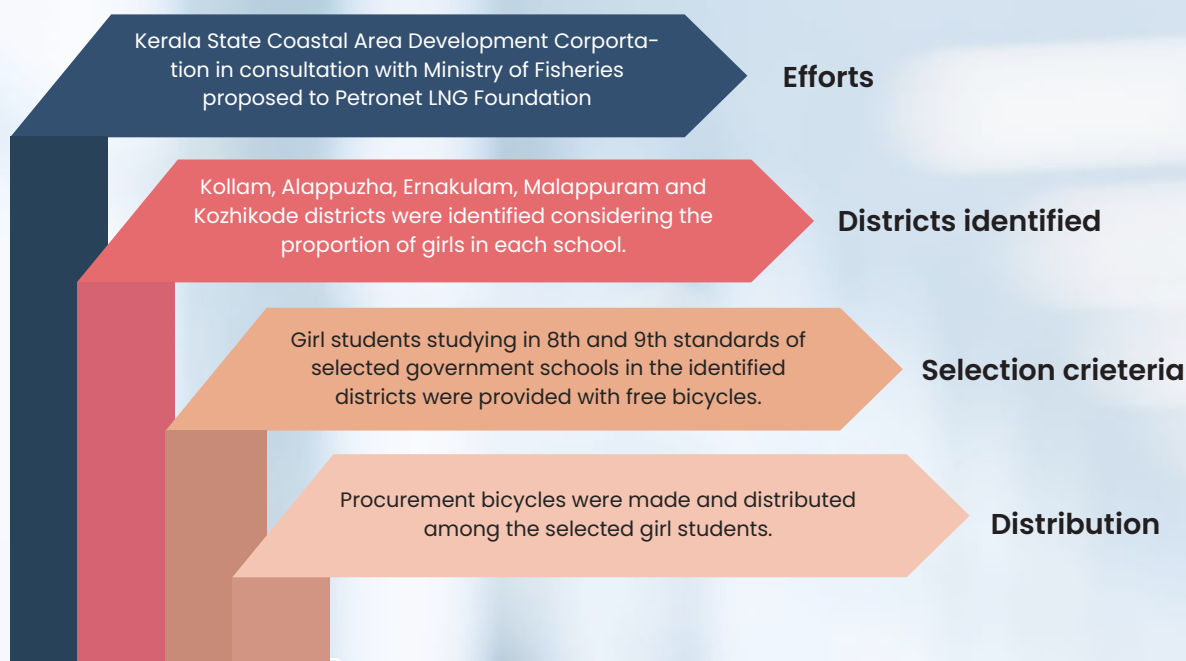 Kerala State Coastal Area Development Corpora-
tion in consultation with Ministry of Fisheries
proposed to Petronet LNG Foundation
Efforts
Kollam, Alappuzha, Ernakulam, Malappuram and
Kozhikode districts were identified considering the
proportion of girls in each school.
Districts identified
Girl students studying in 8th and 9th standards of
selected government schools in the identified
districts were provided with free bicycles.
Selection crieteria
Procurement bicycles were made and distributed
among the selected girl students.
Distribution